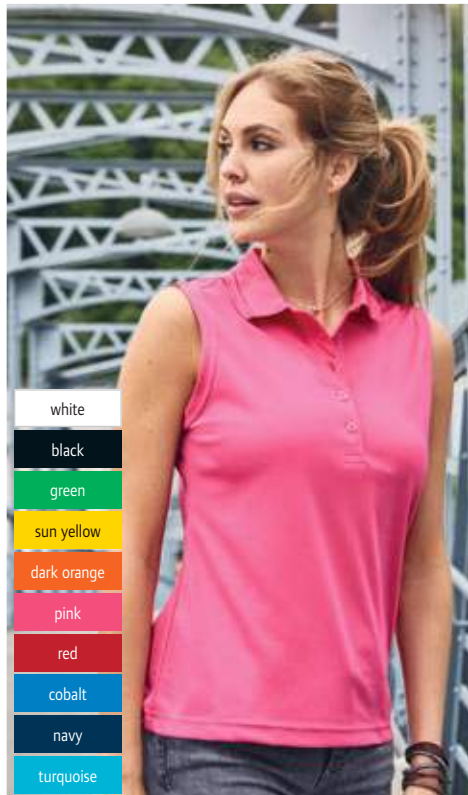 white
black
green
sun yellow
dark orange
pink
red
cobalt
navy
turquoise